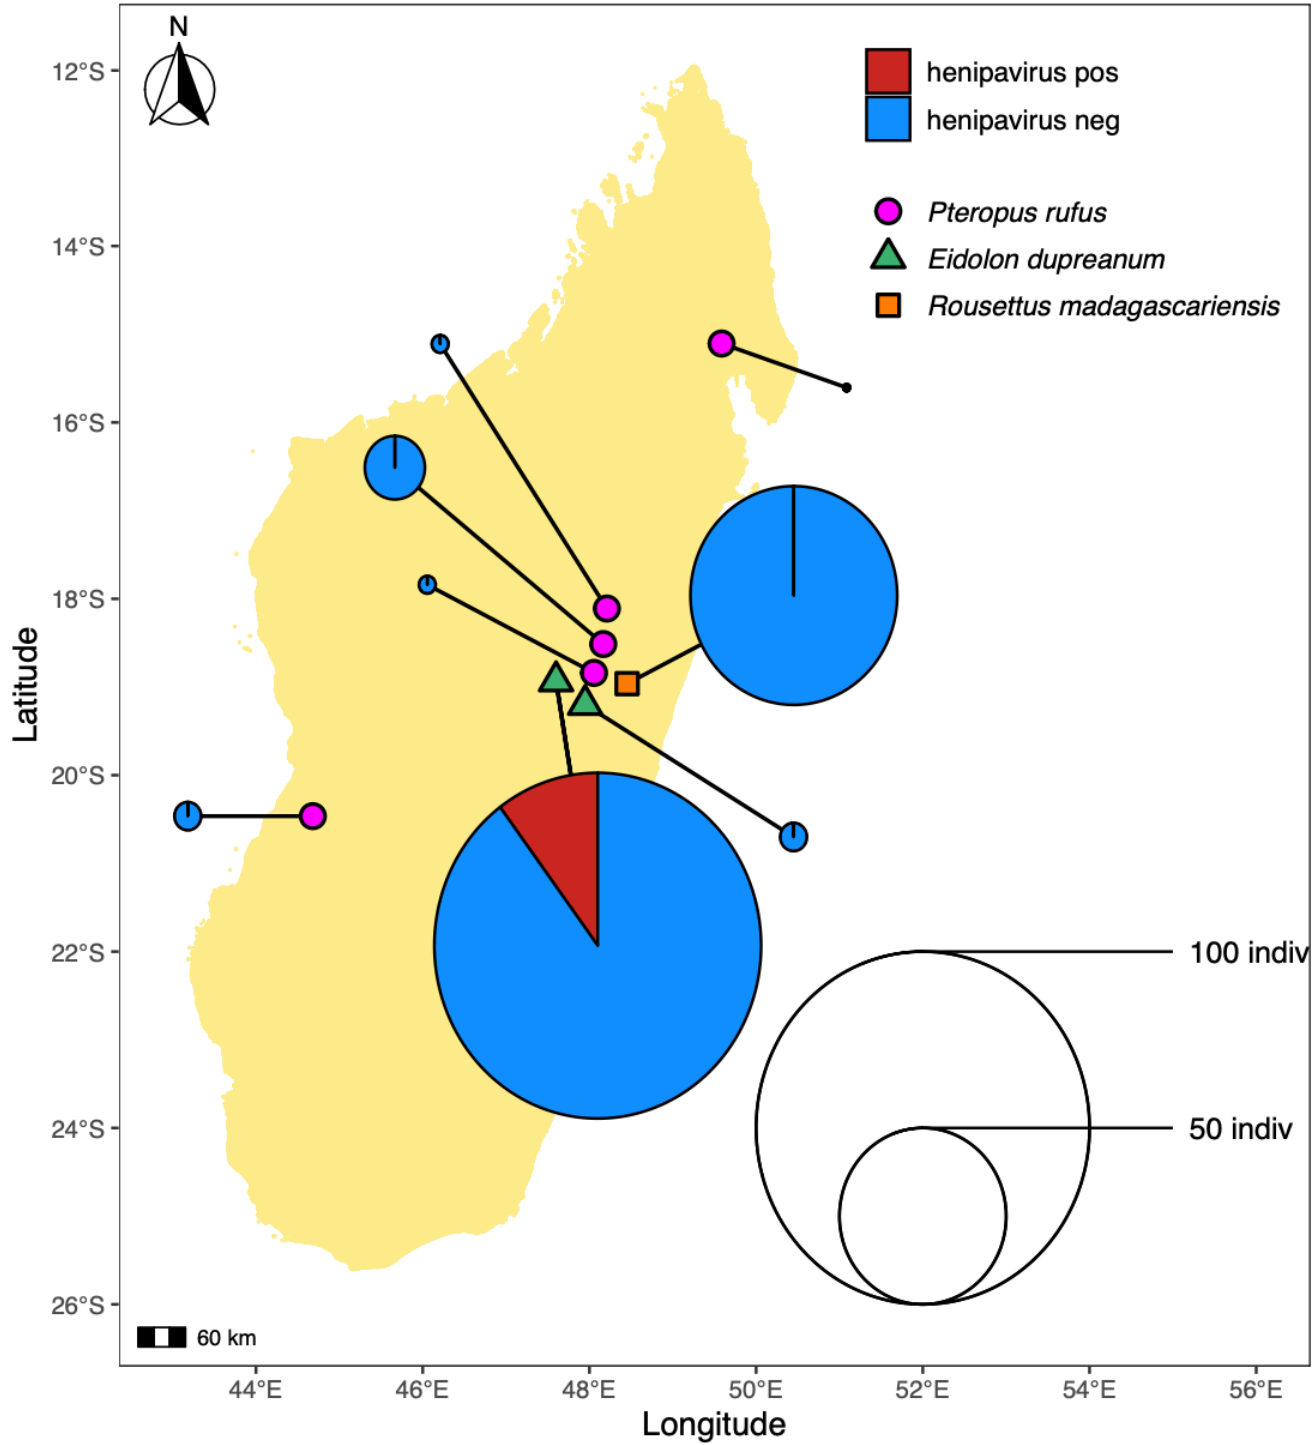 N
henipavirus pos
henipavirus neg
Pteropus rufus
Eidolon dupreanum
Rousettus madagascariensis
12°S
14°S
16°S
18°S
20°S
22°S
24°S
26°S
Latitude
100 indiv
50 indiv
60 km
44°E 46°E 48°E 50°E 52°E 54°E 56°E
Longitude